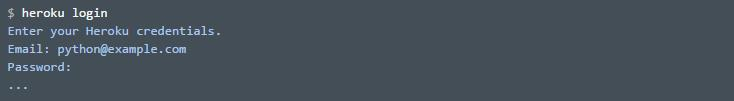 $ heroku login
Enter your Heroku credentials.
Email: python@example.com
Password:
...